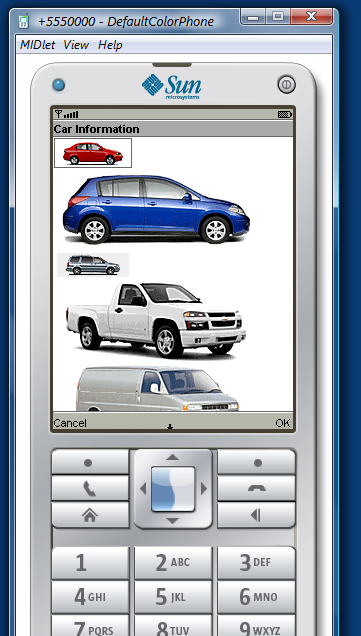 +5550000 - DefaultColorPhone
MIDlet View Help
Sun
microsystems
Car Information
Cancel OK
1 2 ABC 3 DEF
4 GHI 5 JKL 6 MNO
7 PQRS 8 TUV 9 WXYZ